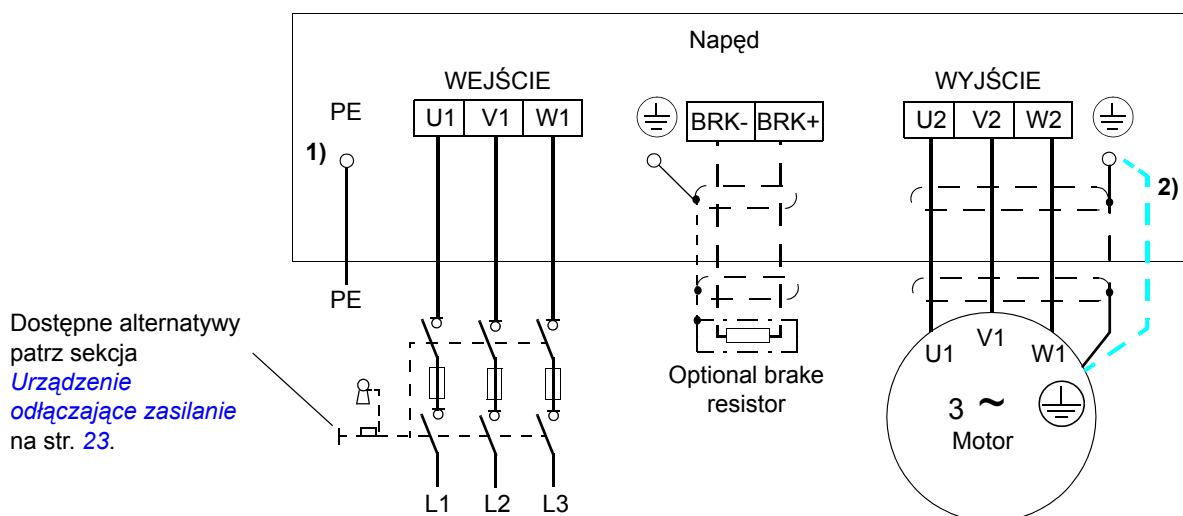 Napęd
WEJŚCIE
WYJŚCIE
PE
U1 V1 W1
BRK- BRK+
U2 V2 W2
1)
2)
PE
Dostępne alternatywy
patrz sekcja
Urządzenie
odłączające zasilanie
na str. 23.
U1 V1 W1
Optional brake
resistor
3 ~
Motor
L1 L2 L3